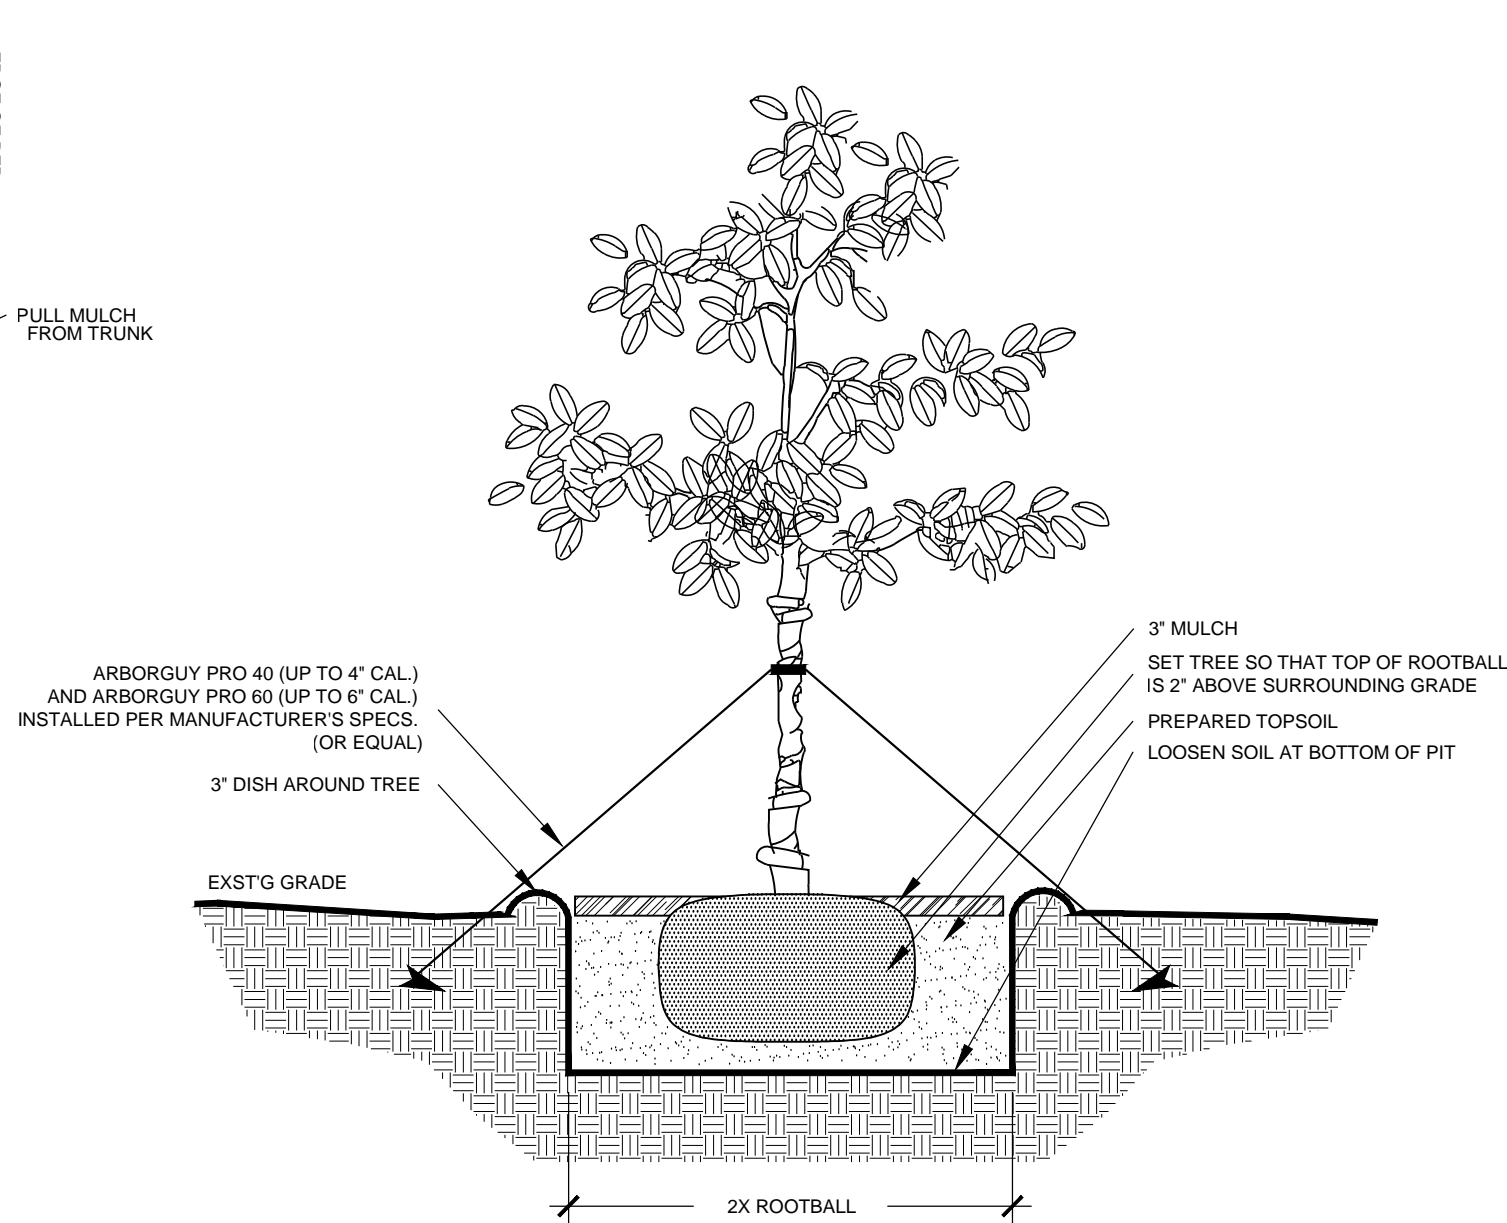 PULL MULCH
FROM TRUNK
ARBORGUY PRO 40 (UP TO 4" CAL.)
AND ARBORGUY PRO 60 (UP TO 6" CAL.)
INSTALLED PER MANUFACTURER'S SPECS.
(OR EQUAL)
3" DISH AROUND TREE
EXST'G GRADE
3" MULCH
SET TREE SO THAT TOP OF ROOTBALL
IS 2" ABOVE SURROUNDING GRADE
PREPARED TOPSOIL
LOOSEN SOIL AT BOTTOM OF PIT
2X ROOTBALL